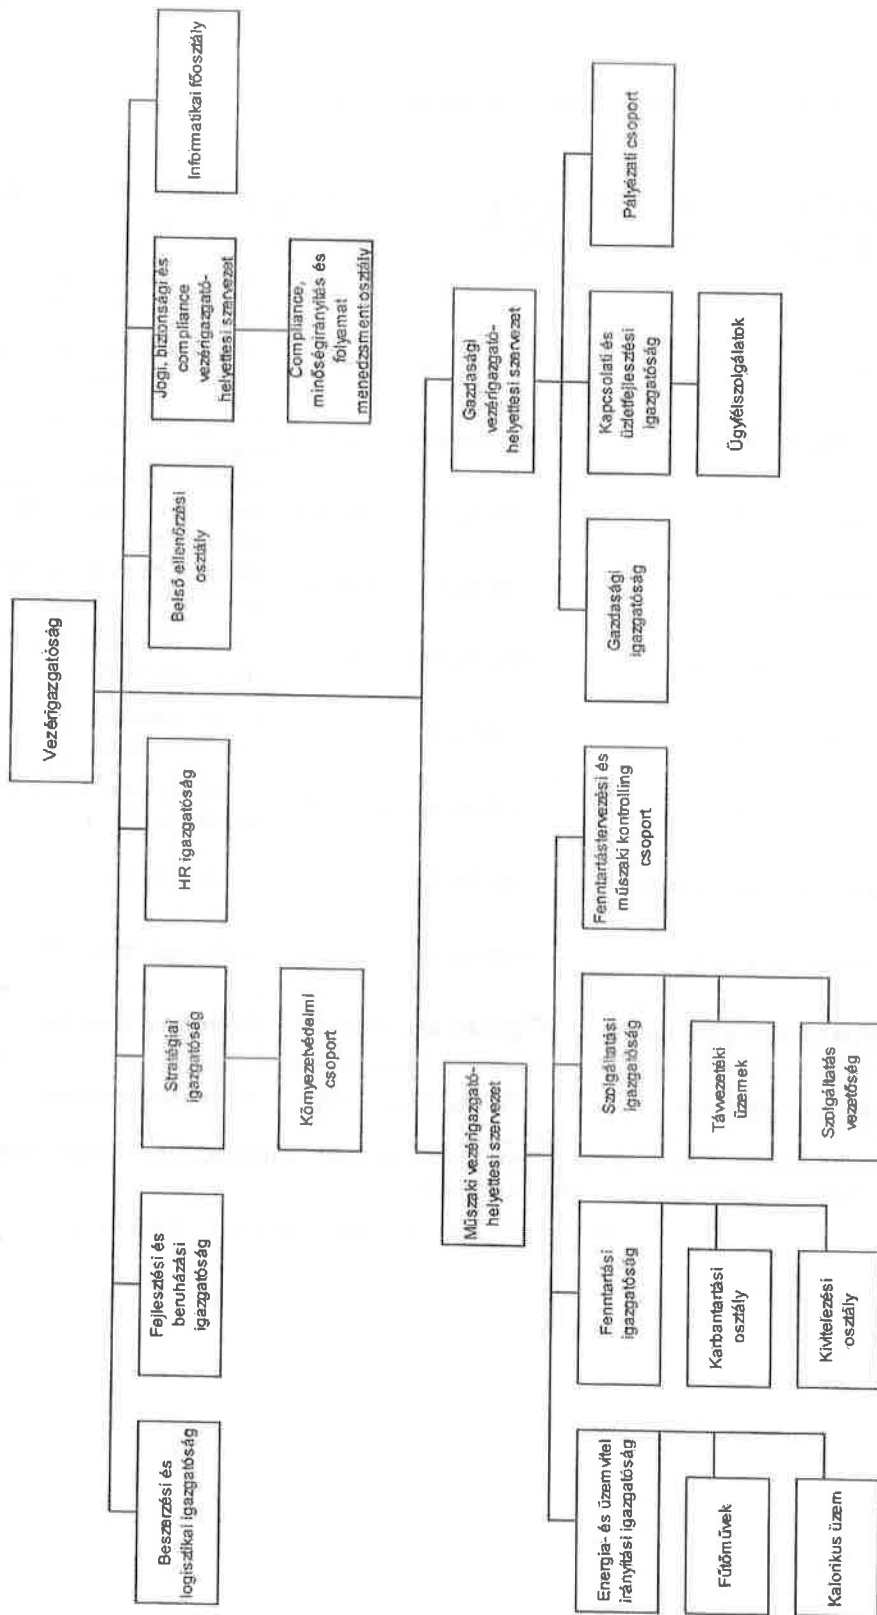 Vezérigazgatóság
Beszerzési és
logisztikai igazgatóság
Fejlesztési és
beruházási
igazgatóság
Stratégiai
igazgatóság
HR igazgatóság
Belső ellenőrzési
osztály
Jogi, biztonsági és
compliance
vezérigazgató-
helyettesi szervezet
Informatikai főosztály
Környezetvédelmi
csoport
Compliance,
minőségirányítás és
folyamat
menedzsment osztály
Műszaki vezérigazgató-
helyettesi szervezet
Gazdasági
vezérigazgató-
helyettesi szervezet
Energia- és üzemvitel
irányítási igazgatóság
Fenntartási
igazgatóság
Szolgáltatási
igazgatóság
Fenntartástervezési és
műszaki kontrolling
csoport
Gazdasági
igazgatóság
Kapcsolati és
üzletfejlesztési
igazgatóság
Pályázati csoport
Fűtőművek
Karbantartási
osztály
Távvezetéki
üzemek
Ügyfélszolgálatok
Kalorikus üzem
Kivitelezési
osztály
Szolgáltatás
vezetőség